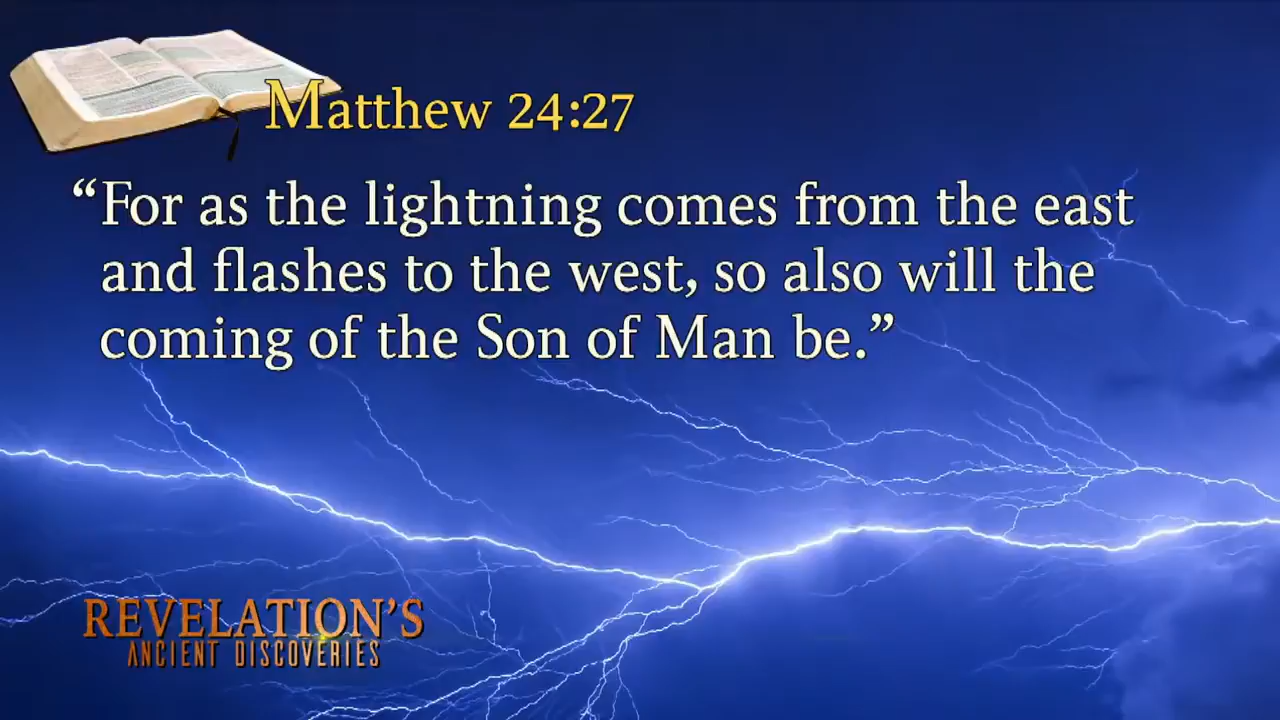 Matthew 24:27
“For as the lightning comes from the east
and flashes to the west, so also will the
coming of the Son of Man be.”
REVELATION’S
ANCIENT DISCOVERIES